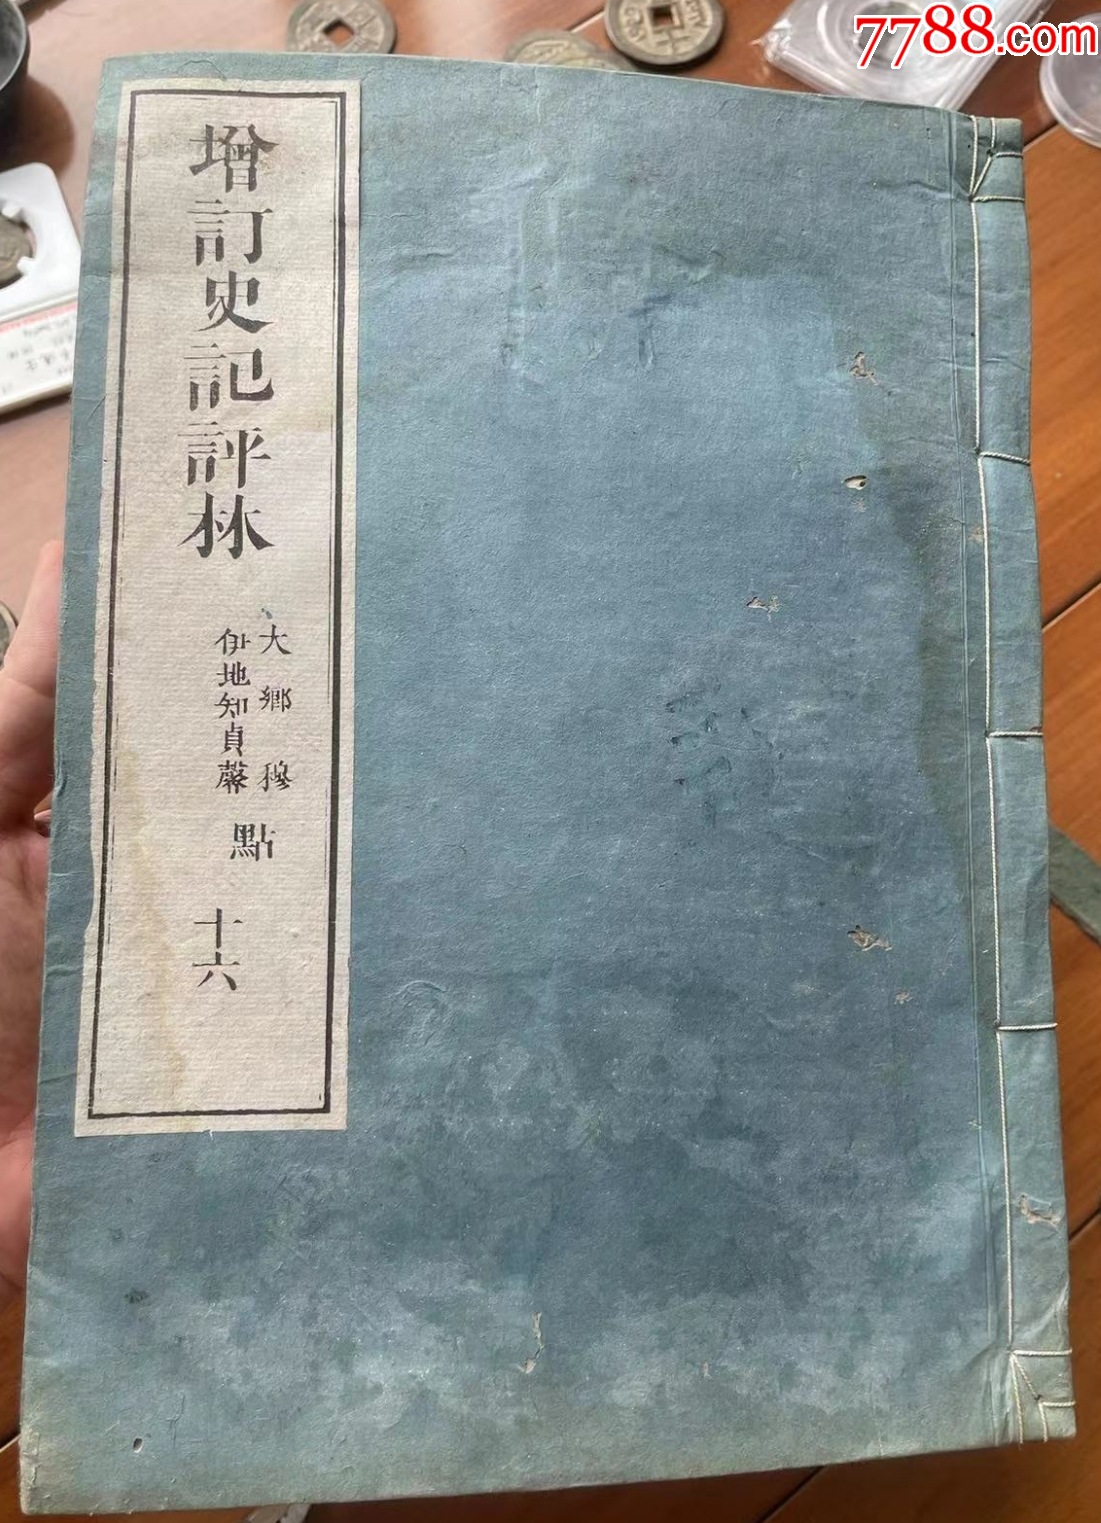 7788.com
增訂史記評林
大鄉穆
伊地知貞馨
點
十六